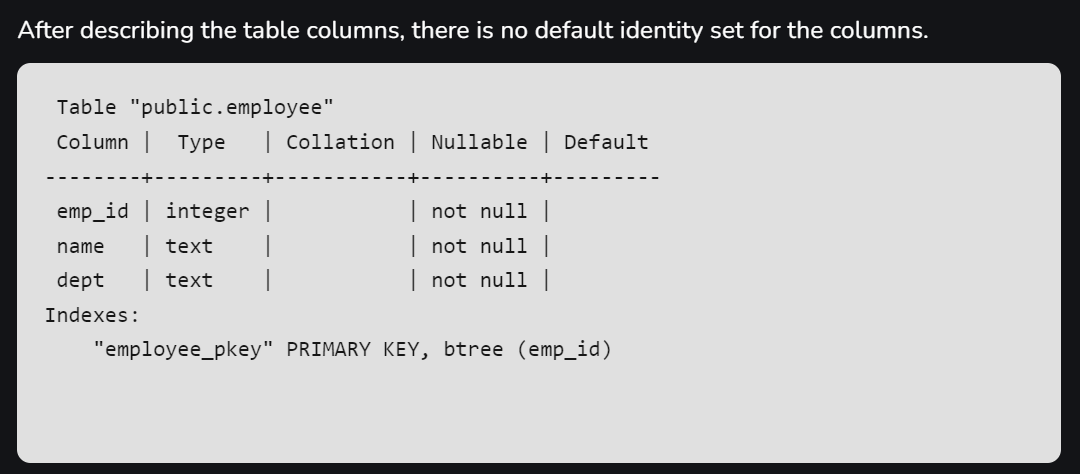 After describing the table columns, there is no default identity set for the columns.
Table "public.employee"
Column | Type | Collation | Nullable | Default
--------+---------+-----------+----------+---------
emp_id | integer | | not null |
name | text | | not null |
dept | text | | not null |
Indexes:
"employee_pkey" PRIMARY KEY, btree (emp_id)